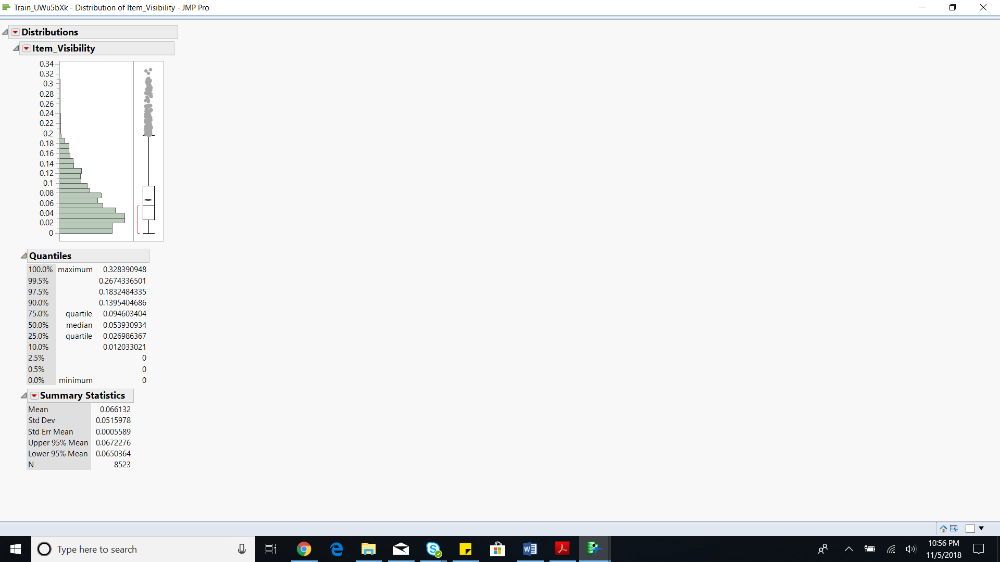 Train_UWu5bXk - Distribution of Item_Visibility - JMP Pro
Distributions
Item_Visibility
0.34
0.32
0.3
0.28
0.26
0.24
0.22
0.2
0.18
0.16
0.14
0.12
0.1
0.08
0.06
0.04
0.02
0
Quantiles
100.0% maximum 0.328390948
99.5% 0.2674336501
97.5% 0.1832484335
90.0% 0.1395404686
75.0% quartile 0.094603404
50.0% median 0.053930934
25.0% quartile 0.026986367
10.0% 0.012033021
2.5% 0
0.5% 0
0.0% minimum 0
Summary Statistics
Mean 0.066132
Std Dev 0.0515978
Std Err Mean 0.0005589
Upper 95% Mean 0.0672276
Lower 95% Mean 0.0650364
N 8523
Type here to search
10:56 PM
11/5/2018